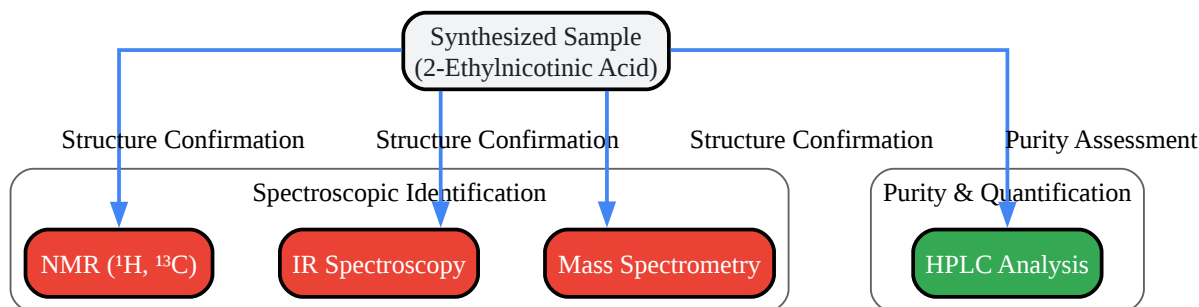 Synthesized Sample
(2-Ethylnicotinic Acid)
Structure Confirmation
Structure Confirmation
Structure Confirmation
Purity Assessment
Spectroscopic Identification
Purity & Quantification
NMR (¹H, ¹³C)
IR Spectroscopy
Mass Spectrometry
HPLC Analysis